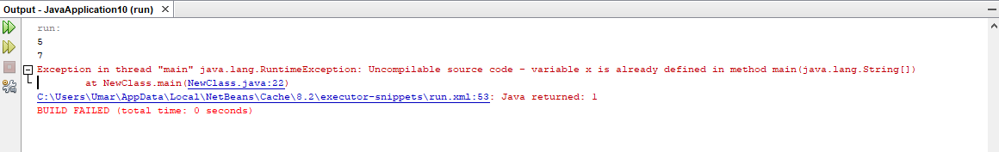 Output - JavaApplication10 (run)
run:
5
7
Exception in thread "main" java.lang.RuntimeException: Uncompilable source code - variable x is already defined in method main(java.lang.String[])
at NewClass.main(NewClass.java:22)
C:\Users\Umar\AppData\Local\NetBeans\Cache\8.2\executor-snippets\run.xml:53: Java returned: 1
BUILD FAILED (total time: 0 seconds)